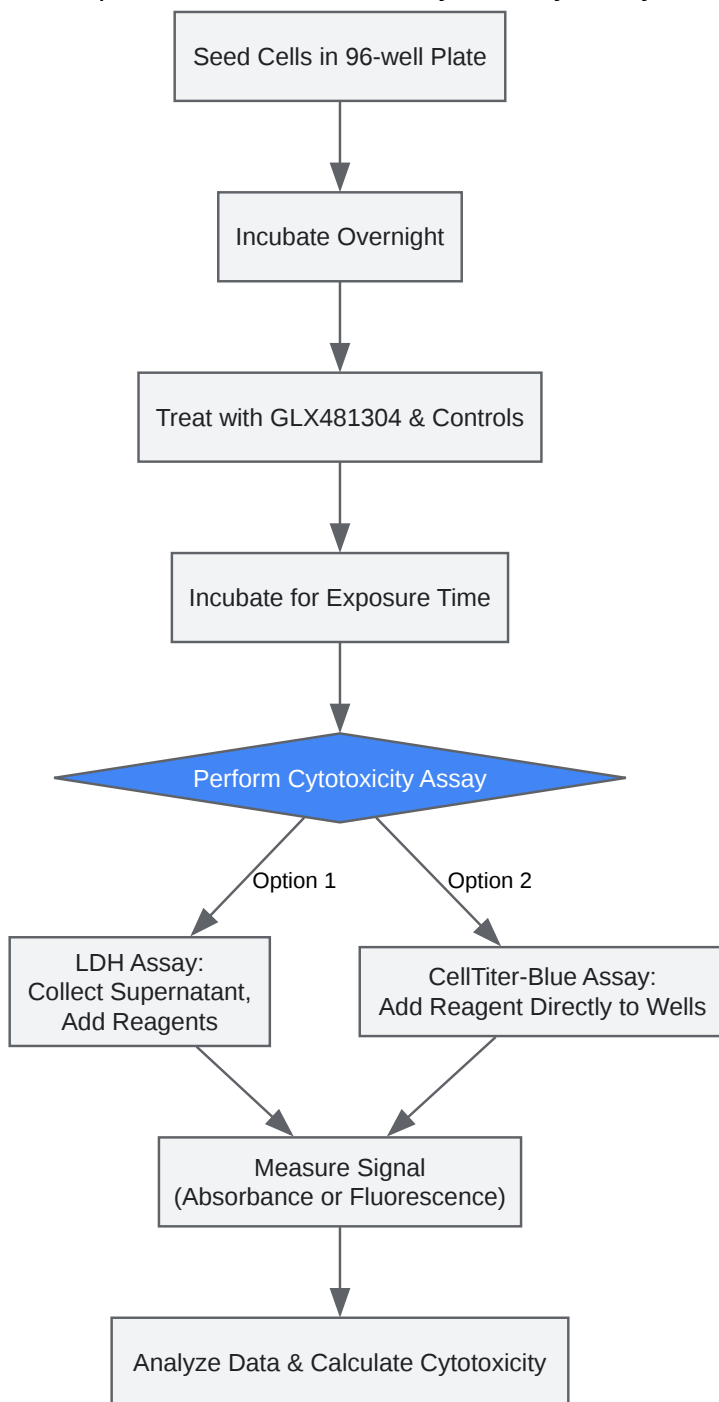 Seed Cells in 96-well Plate
Incubate Overnight
Treat with GLX481304 & Controls
Incubate for Exposure Time
Perform Cytotoxicity Assay
Option 1
Option 2
LDH Assay:
Collect Supernatant,
Add Reagents
CellTiter-Blue Assay:
Add Reagent Directly to Wells
Measure Signal
(Absorbance or Fluorescence)
Analyze Data & Calculate Cytotoxicity